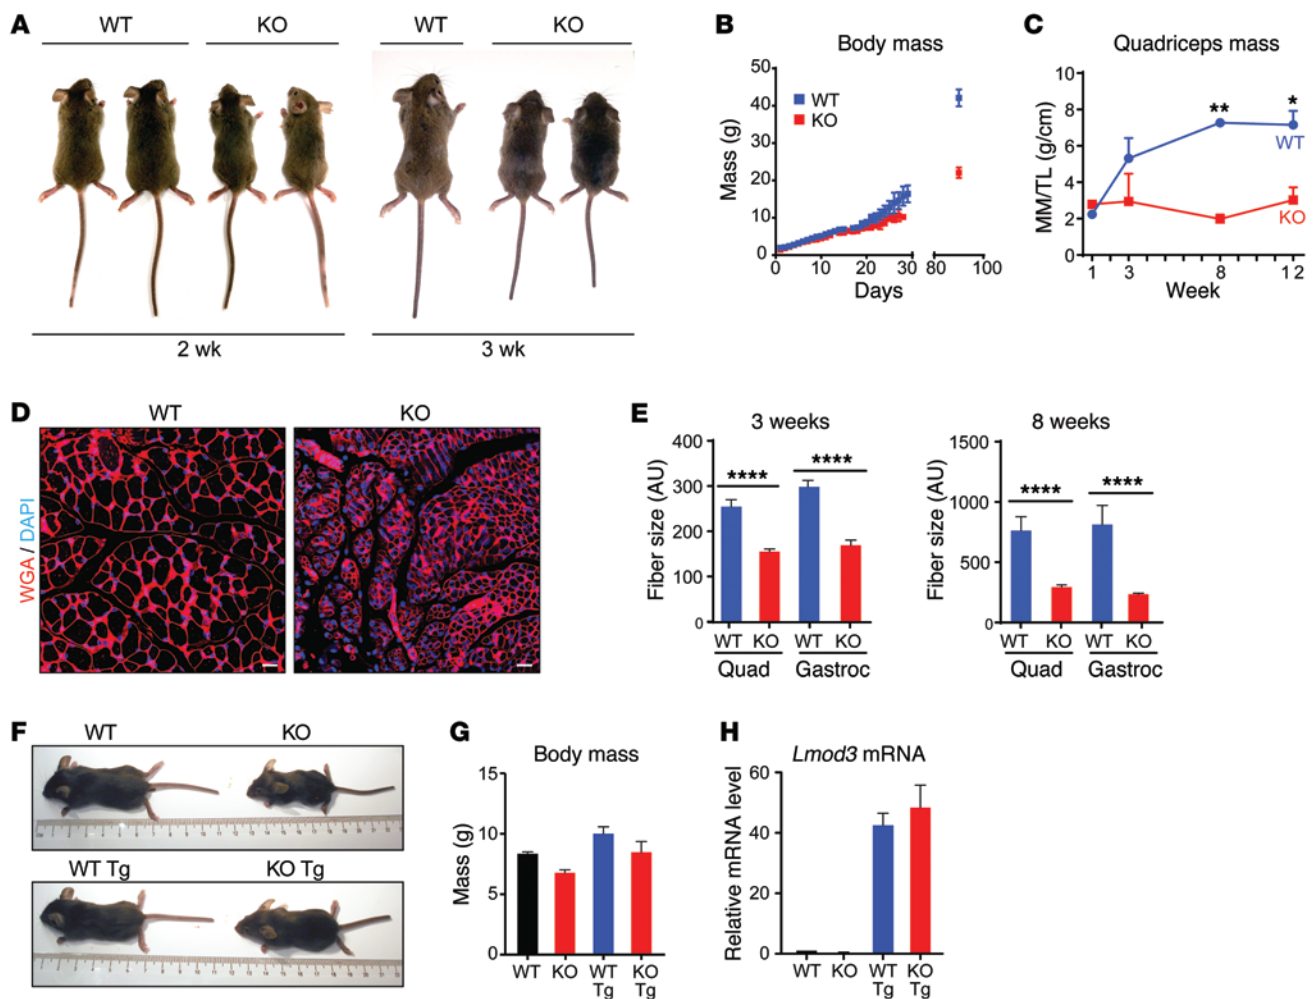 A
WT KO WT KO
2 wk 3 wk
B
Body mass
Mass (g)
50
40
30
20
10
0
WT
KO
0 10 20 30 80 100
Days
C
Quadriceps mass
MM/TL (g/cm)
10
8
6
4
2
0
** *
WT
KO
1 3 8 12
Week
D
WT KO
WGA / DAPI
E
3 weeks
Fiber size (AU)
400
300
200
100
0
**** ****
WT KO WT KO
Quad Gastroc
8 weeks
Fiber size (AU)
1500
1000
500
0
**** ****
WT KO WT KO
Quad Gastroc
F
WT KO
WT Tg KO Tg
G
Body mass
Mass (g)
15
10
5
0
WT KO WT Tg KO Tg
H
Lmod3 mRNA
Relative mRNA level
60
40
20
0
WT KO WT Tg KO Tg